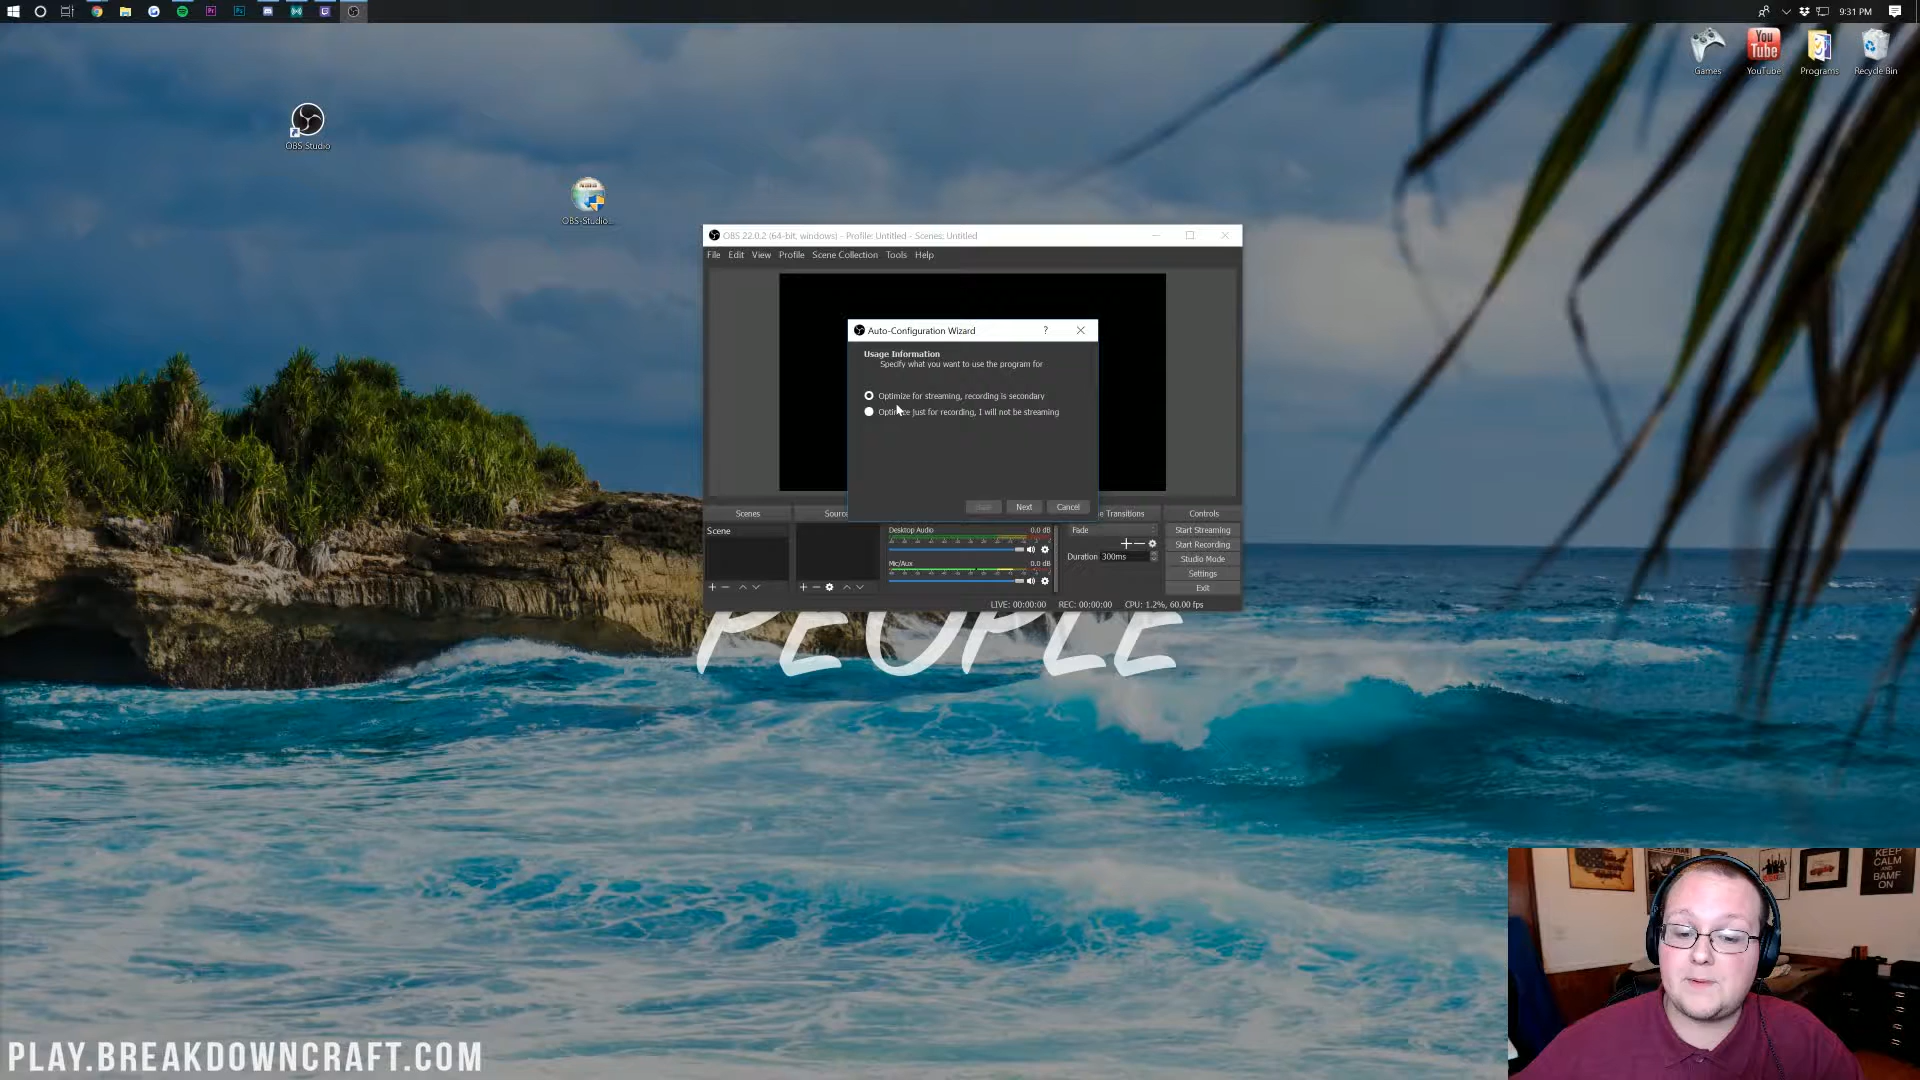 9:31 PM
Games
YouTube
Programs
Recycle Bin
You
Tube
OBS Studio
OBS-Studio...
OBS 22.0.2 (64-bit, windows) - Profile: Untitled - Scenes: Untitled
File Edit View Profile Scene Collection Tools Help
Auto-Configuration Wizard
?
Usage Information
Specify what you want to use the program for
Optimize for streaming, recording is secondary
Optimize just for recording, I will not be streaming
Next
Cancel
Scenes
Sourc
e Transitions
Controls
Scene
Desktop Audio
0.0 dB
Mic/Aux
0.0 dB
Fade
Duration 300ms
Start Streaming
Start Recording
Studio Mode
Settings
Exit
LIVE: 00:00:00
REC: 00:00:00
CPU: 1.2%, 60.00 fps
PEOPLE
KEEP
CALM
AND
BAMF
ON
PLAY.BREAKDOWNCRAFT.COM